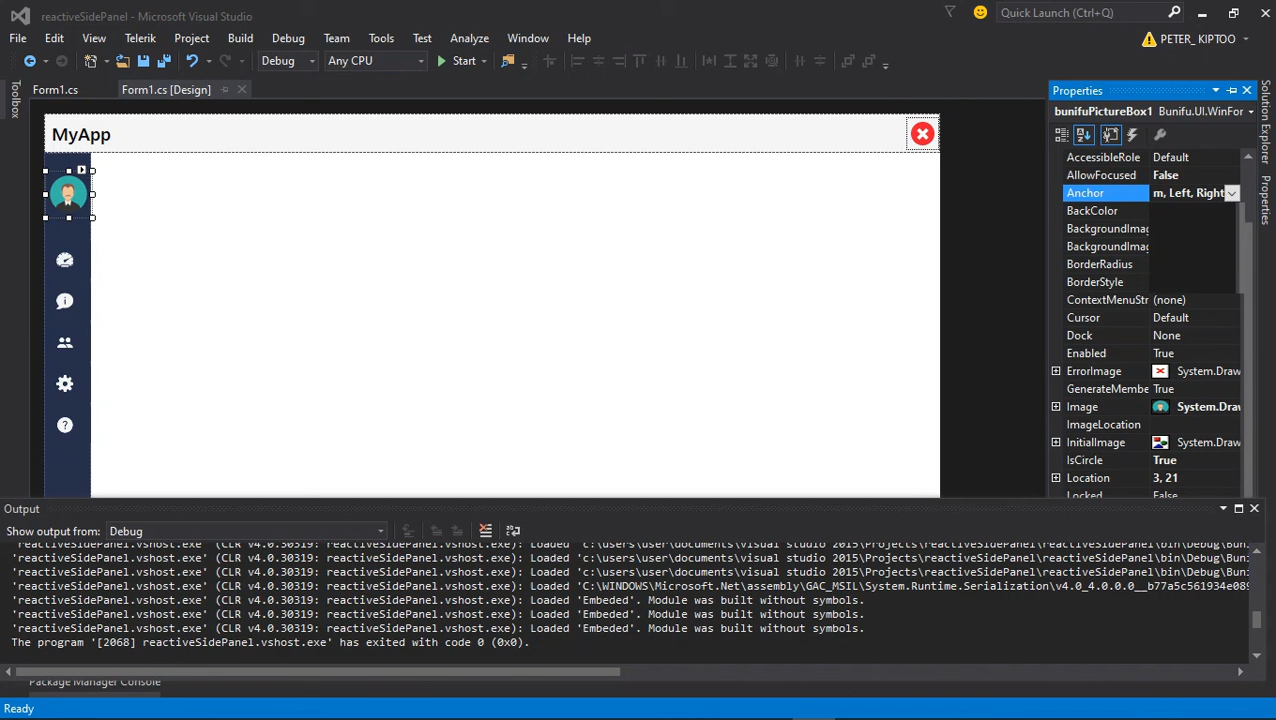 reactiveSidePanel - Microsoft Visual Studio
Quick Launch (Ctrl+Q)
File Edit View Telerik Project Build Debug Team Tools Test Analyze Window Help
PETER_ KIPTOO
Debug Any CPU Start
Toolbox
Form1.cs Form1.cs [Design]
Properties
bunifuPictureBox1 Bunifu.UI.WinFor
Solution Explorer
Properties
MyApp
AccessibleRole Default
AllowFocused False
Anchor m, Left, Right
BackColor
BackgroundImag
BackgroundImag
BorderRadius
BorderStyle
ContextMenuStr (none)
Cursor Default
Dock None
Enabled True
ErrorImage System.Draw
GenerateMembe True
Image System.Draw
ImageLocation
InitialImage System.Draw
IsCircle True
Location 3, 21
Locked False
Output
Show output from: Debug
'reactiveSidePanel.vshost.exe' (CLR v4.0.30319: reactiveSidePanel.vshost.exe): Loaded 'c:\users\user\documents\visual studio 2015\Projects\reactiveSidePanel\reactiveSidePanel\bin\Debug\Buni
'reactiveSidePanel.vshost.exe' (CLR v4.0.30319: reactiveSidePanel.vshost.exe): Loaded 'c:\users\user\documents\visual studio 2015\Projects\reactiveSidePanel\reactiveSidePanel\bin\Debug\Buni
'reactiveSidePanel.vshost.exe' (CLR v4.0.30319: reactiveSidePanel.vshost.exe): Loaded 'c:\users\user\documents\visual studio 2015\Projects\reactiveSidePanel\reactiveSidePanel\bin\Debug\Buni
'reactiveSidePanel.vshost.exe' (CLR v4.0.30319: reactiveSidePanel.vshost.exe): Loaded 'C:\WINDOWS\Microsoft.Net\assembly\GAC_MSIL\System.Runtime.Serialization\v4.0_4.0.0.0__b77a5c561934e089
'reactiveSidePanel.vshost.exe' (CLR v4.0.30319: reactiveSidePanel.vshost.exe): Loaded 'Embeded'. Module was built without symbols.
'reactiveSidePanel.vshost.exe' (CLR v4.0.30319: reactiveSidePanel.vshost.exe): Loaded 'Embeded'. Module was built without symbols.
'reactiveSidePanel.vshost.exe' (CLR v4.0.30319: reactiveSidePanel.vshost.exe): Loaded 'Embeded'. Module was built without symbols.
The program '[2068] reactiveSidePanel.vshost.exe' has exited with code 0 (0x0).
Package Manager Console
Ready